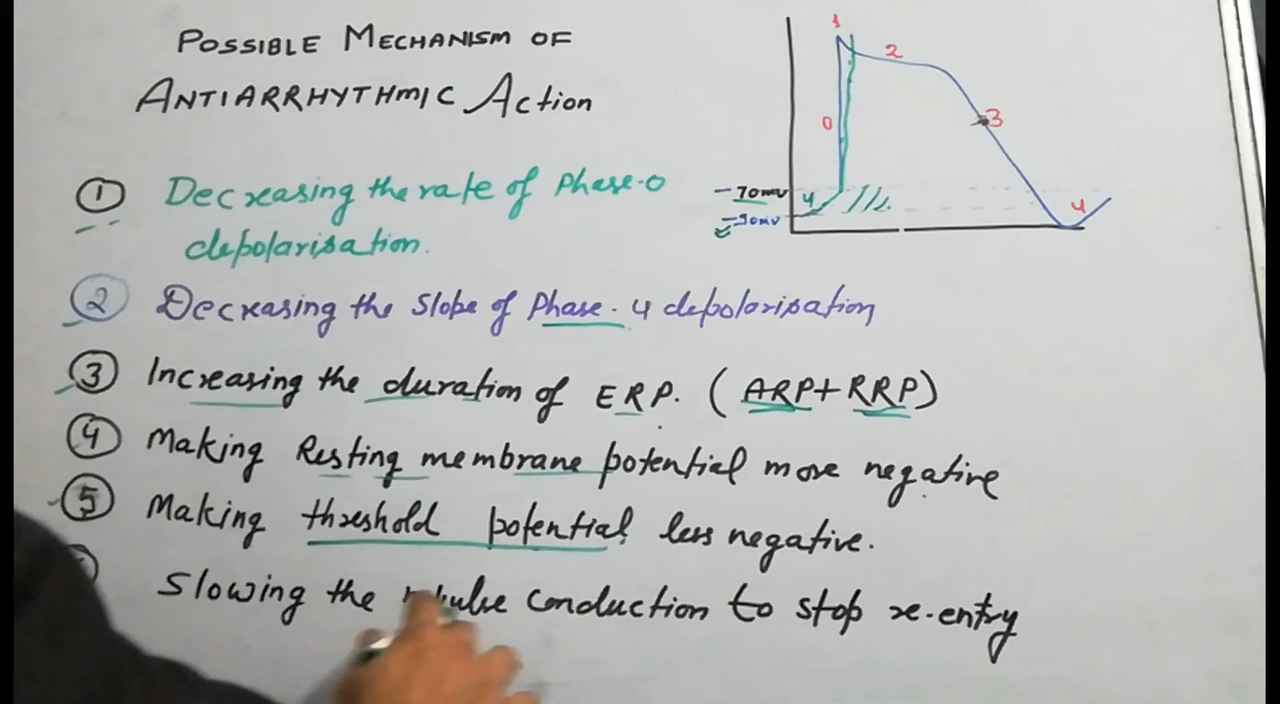 POSSIBLE MECHANISM OF
ANTIARRHYTHMIC Action
1 Decreasing the rate of Phase-0
depolarisation.
2 Decreasing the slope of Phase-4 depolarisation
3 Increasing the duration of ERP. (ARP+RRP)
4 Making Resting membrane potential more negative
5 Making threshold potential less negative.
Slowing the conduction to stop re-entry
1
2
0
3
-70mv
4
-90mv
4